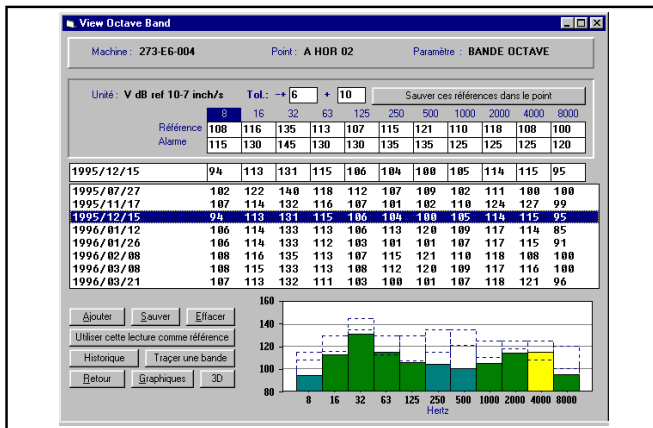 View Octave Band
Machine : 273-E6-004 Point : A HOR 02 Paramètre : BANDE OCTAVE
Unité : V dB ref 10-7 inch/s Tol.: -+ 6 + 10 Sauver ces références dans le point
8 16 32 63 125 250 500 1000 2000 4000 8000
Référence 108 116 135 113 107 115 121 110 118 108 100
Alarme 115 130 145 130 130 135 135 125 125 125 120
1995/12/15 94 113 131 115 106 104 100 105 114 115 95
1995/07/27 102 122 140 118 112 107 109 102 111 100 100
1995/11/17 107 114 132 116 107 101 102 110 124 127 99
1995/12/15 94 113 131 115 106 104 100 105 114 115 95
1996/01/12 106 114 133 113 106 113 120 109 117 114 85
1996/01/26 106 114 133 112 103 101 101 107 117 115 91
1996/02/08 108 116 135 113 107 115 121 110 118 108 100
1996/03/08 108 115 133 113 108 112 120 109 117 116 100
1996/03/21 107 113 132 111 103 100 101 107 118 121 96
Ajouter Sauver Effacer
Utiliser cette lecture comme référence
Historique Traçer une bande
Retour Graphiques 3D
160
140
120
100
80
8 16 32 63 125 250 500 1000 2000 4000 8000
Hertz